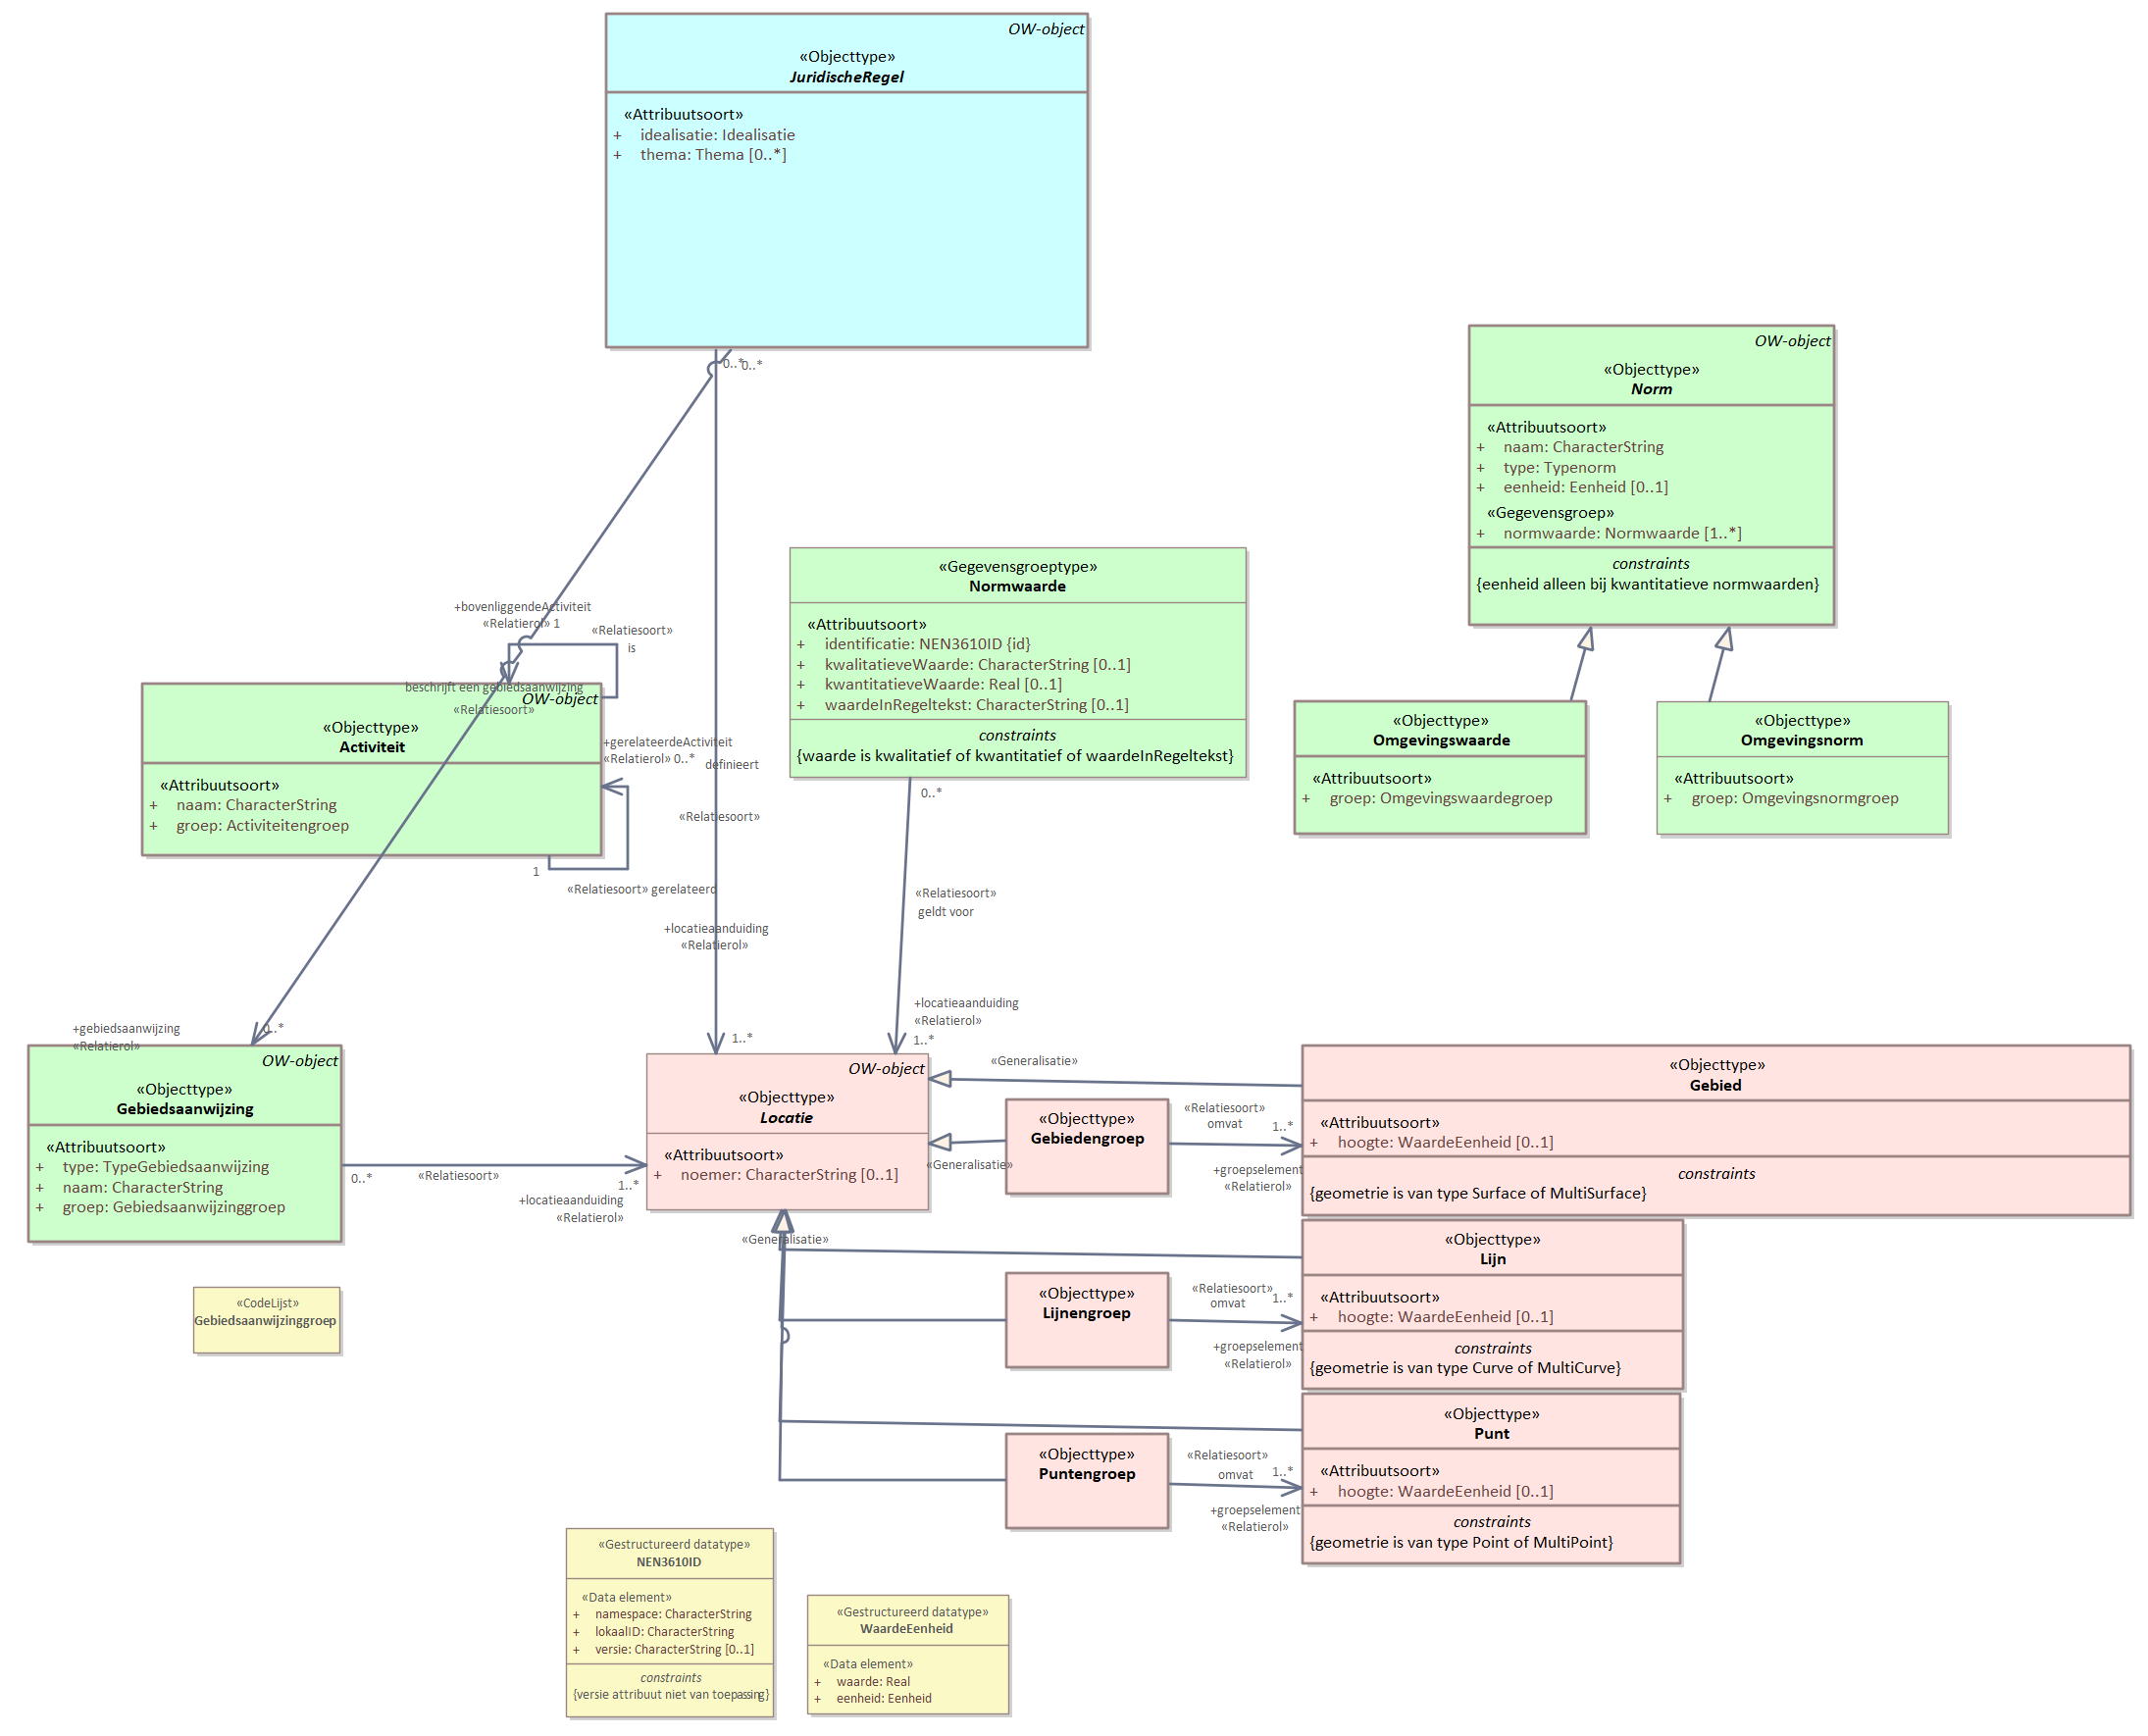 OW-object
«Objecttype»
JuridischeRegel
«Attribuutsoort»
+ idealisatie: Idealisatie
+ thema: Thema [0..*]
0..*
0..*
OW-object
«Objecttype»
Norm
«Attribuutsoort»
+ naam: CharacterString
+ type: Typenorm
+ eenheid: Eenheid [0..1]
«Gegevensgroep»
+ normwaarde: Normwaarde [1..*]
constraints
{eenheid alleen bij kwantitatieve normwaarden}
«Gegevensgroeptype»
Normwaarde
«Attribuutsoort»
+ identificatie: NEN3610ID {id}
+ kwalitatieveWaarde: CharacterString [0..1]
+ kwantitatieveWaarde: Real [0..1]
+ waardeInRegeltekst: CharacterString [0..1]
constraints
{waarde is kwalitatief of kwantitatief of waardeInRegeltekst}
0..*
+bovenliggendeActiviteit
«Relatierol» 1
«Relatiesoort»
is
beschrijft een gebiedsaanwijzing
«Relatiesoort»
OW-object
«Objecttype»
Activiteit
«Attribuutsoort»
+ naam: CharacterString
+ groep: Activiteitengroep
+gerelateerdeActiviteit
«Relatierol» 0..*
definieert
«Relatiesoort»
1
«Relatiesoort» gerelateerd
+locatieaanduiding
«Relatierol»
1..*
«Objecttype»
Omgevingswaarde
«Attribuutsoort»
+ groep: Omgevingswaardegroep
«Objecttype»
Omgevingsnorm
«Attribuutsoort»
+ groep: Omgevingsnormgroep
«Relatiesoort»
geldt voor
+locatieaanduiding
«Relatierol»
1..*
+gebiedsaanwijzing
«Relatierol»
0..*
OW-object
«Objecttype»
Gebiedsaanwijzing
«Attribuutsoort»
+ type: TypeGebiedsaanwijzing
+ naam: CharacterString
+ groep: Gebiedsaanwijzinggroep
0..*
«Relatiesoort»
1..*
+locatieaanduiding
«Relatierol»
OW-object
«Objecttype»
Locatie
«Attribuutsoort»
+ noemer: CharacterString [0..1]
«Generalisatie»
«Generalisatie»
«Generalisatie»
«Objecttype»
Gebiedengroep
«Relatiesoort»
omvat
1..*
+groepselement
«Relatierol»
«Objecttype»
Gebied
«Attribuutsoort»
+ hoogte: WaardeEenheid [0..1]
constraints
{geometrie is van type Surface of MultiSurface}
«Objecttype»
Lijn
«Attribuutsoort»
+ hoogte: WaardeEenheid [0..1]
constraints
{geometrie is van type Curve of MultiCurve}
«Objecttype»
Lijnengroep
«Relatiesoort»
omvat
1..*
+groepselement
«Relatierol»
«Objecttype»
Punt
«Attribuutsoort»
+ hoogte: WaardeEenheid [0..1]
constraints
{geometrie is van type Point of MultiPoint}
«Objecttype»
Puntengroep
«Relatiesoort»
omvat
1..*
+groepselement
«Relatierol»
«CodeLijst»
Gebiedsaanwijzinggroep
«Gestructureerd datatype»
NEN3610ID
«Data element»
+ namespace: CharacterString
+ lokaalID: CharacterString
+ versie: CharacterString [0..1]
constraints
{versie attribuut niet van toepassing}
«Gestructureerd datatype»
WaardeEenheid
«Data element»
+ waarde: Real
+ eenheid: Eenheid